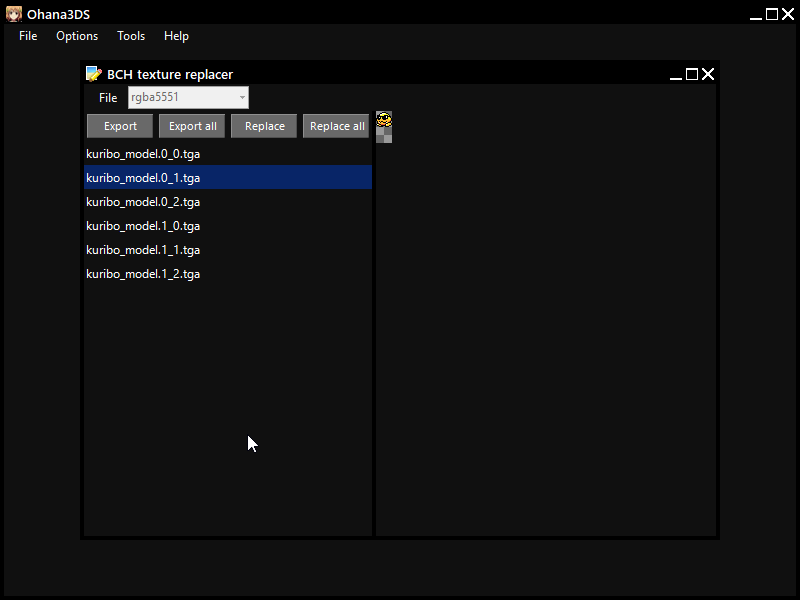 Ohana3DS
File Options Tools Help
BCH texture replacer
File rgba5551
Export Export all Replace Replace all
kuribo_model.0_0.tga
kuribo_model.0_1.tga
kuribo_model.0_2.tga
kuribo_model.1_0.tga
kuribo_model.1_1.tga
kuribo_model.1_2.tga